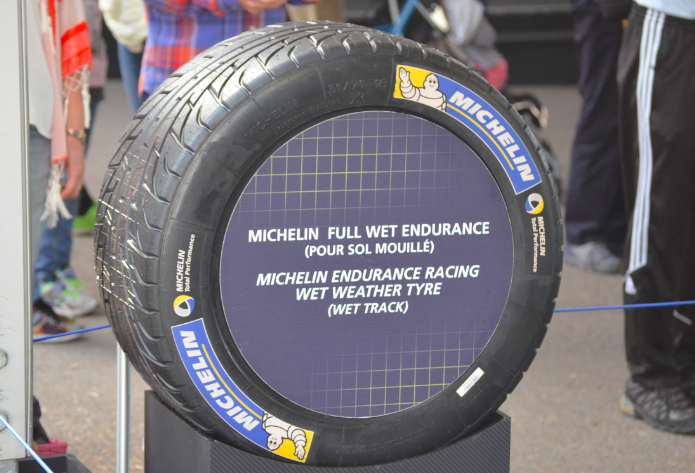 MICHELIN
MICHELIN
Total Performance
MICHELIN FULL WET ENDURANCE
(POUR SOL MOUILLÉ)
MICHELIN ENDURANCE RACING
WET WEATHER TYRE
(WET TRACK)
MICHELIN
Total Performance
MICHELIN